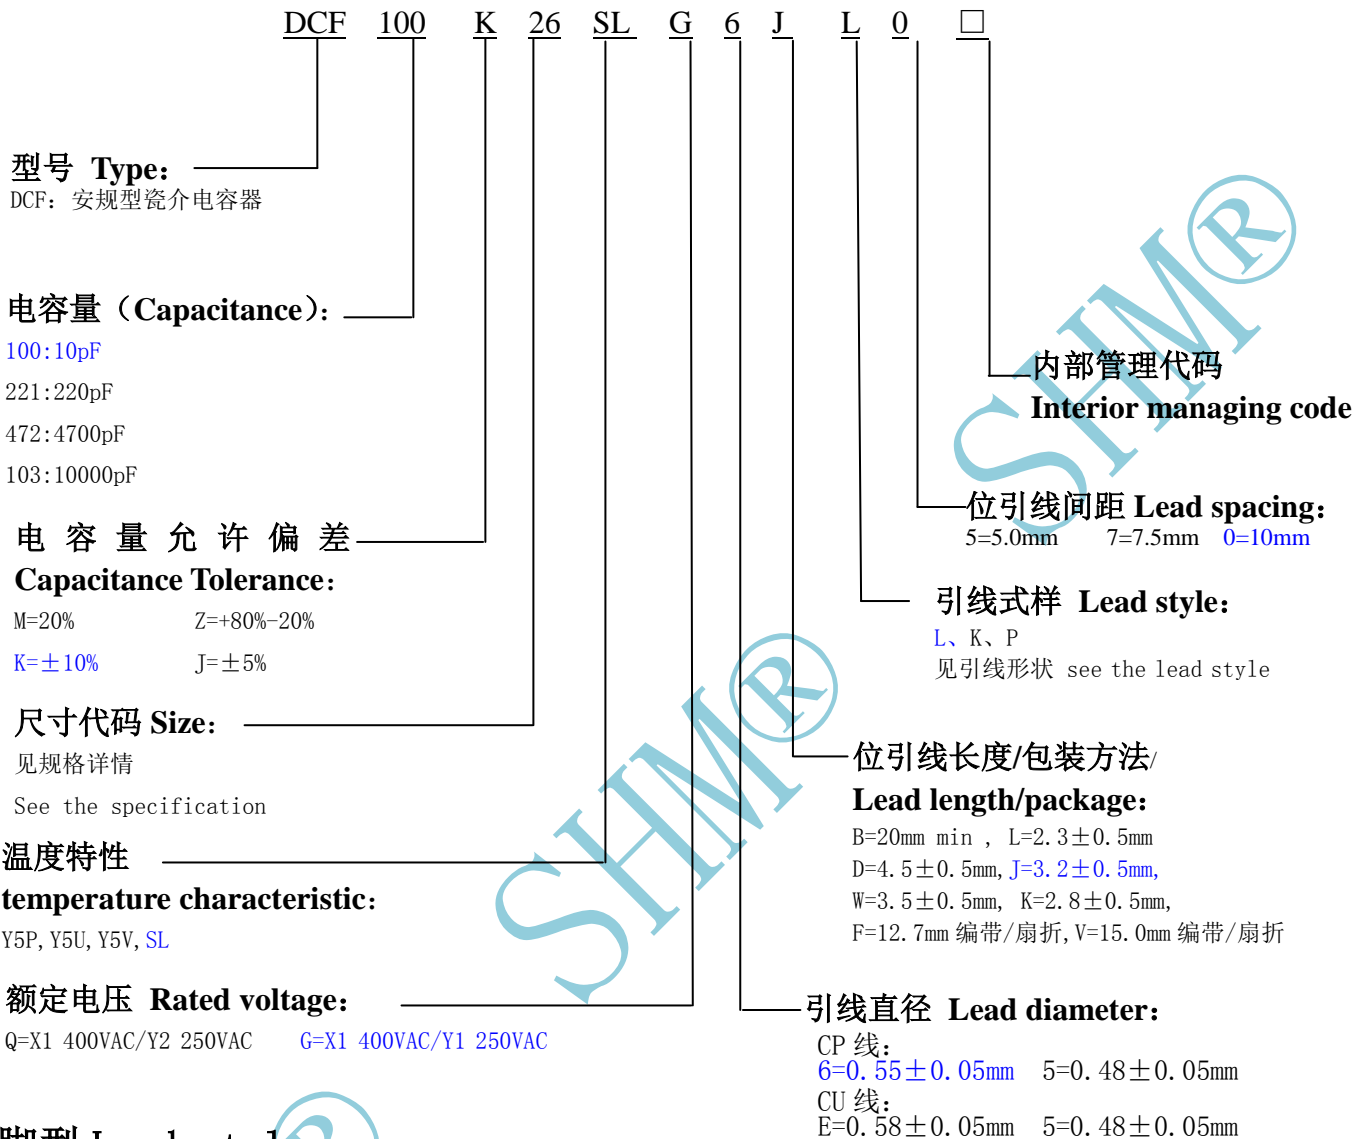 DCF 100 K 26 SL G 6 J L 0 □
型号 Type：
DCF：安规型瓷介电容器
电容量（Capacitance）：
100:10pF
221:220pF
472:4700pF
103:10000pF
电 容 量 允 许 偏 差
Capacitance Tolerance：
M=20% Z=+80%-20%
K=±10% J=±5%
尺寸代码 Size：
见规格详情
See the specification
温度特性
temperature characteristic：
Y5P,Y5U,Y5V,SL
额定电压 Rated voltage：
Q=X1 400VAC/Y2 250VAC G=X1 400VAC/Y1 250VAC
内部管理代码
Interior managing code
位引线间距 Lead spacing：
5=5.0mm 7=7.5mm 0=10mm
引线式样 Lead style：
L、K、P
见引线形状 see the lead style
位引线长度/包装方法/
Lead length/package：
B=20mm min , L=2.3±0.5mm
D=4.5±0.5mm,J=3.2±0.5mm,
W=3.5±0.5mm, K=2.8±0.5mm,
F=12.7mm 编带/扇折,V=15.0mm 编带/扇折
引线直径 Lead diameter：
CP 线：
6=0.55±0.05mm 5=0.48±0.05mm
CU 线：
E=0.58±0.05mm 5=0.48±0.05mm
SHM®
SHM®